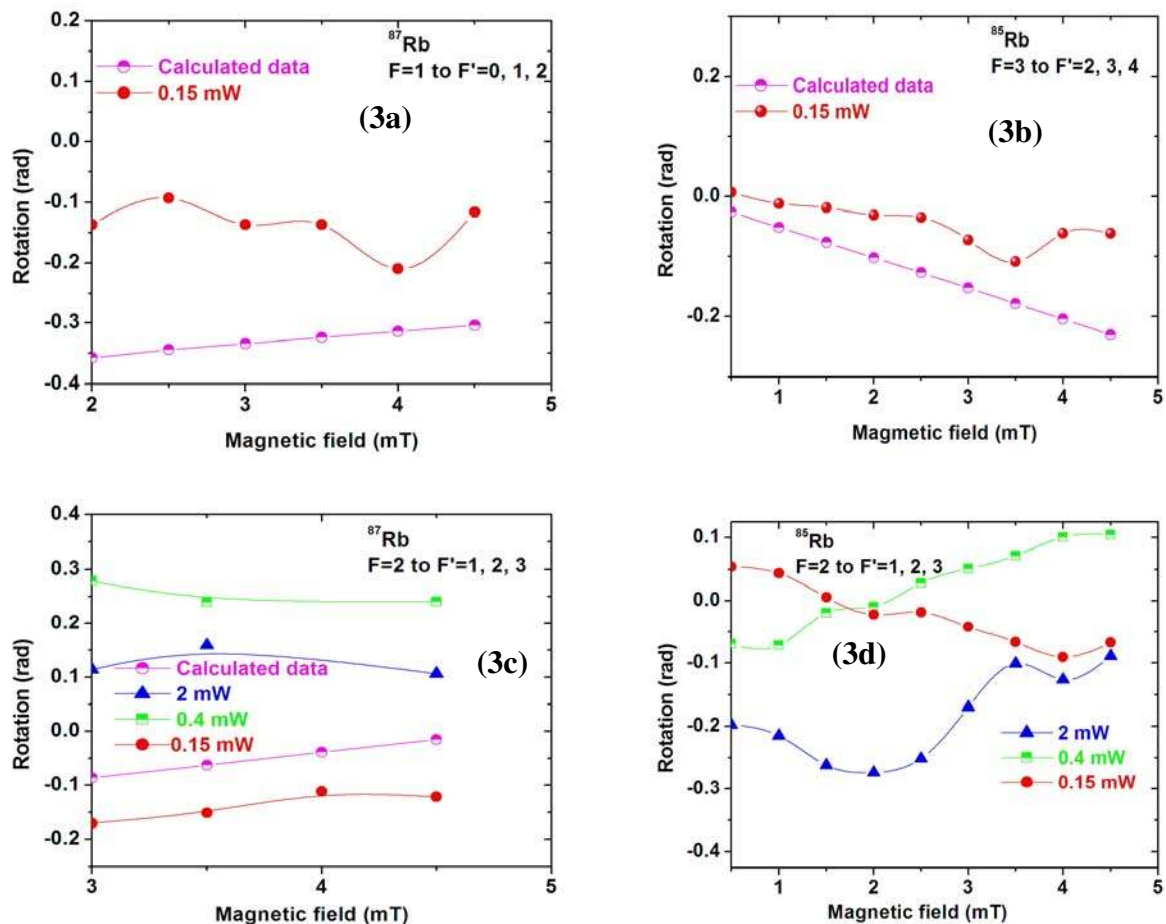 ⁸⁷Rb
F=1 to F'=0, 1, 2
Calculated data
0.15 mW
(3a)
Rotation (rad)
0.2
0.1
0.0
-0.1
-0.2
-0.3
-0.4
2
3
4
5
Magnetic field (mT)
⁸⁵Rb
F=3 to F'=2, 3, 4
Calculated data
0.15 mW
(3b)
Rotation (rad)
0.2
0.0
-0.2
1
2
3
4
5
Magmetic field (mT)
⁸⁷Rb
F=2 to F'=1, 2, 3
(3c)
Calculated data
2 mW
0.4 mW
0.15 mW
Rotation (rad)
0.4
0.3
0.2
0.1
0.0
-0.1
-0.2
3
4
5
Magnetic field (mT)
⁸⁵Rb
F=2 to F'=1, 2, 3
(3d)
2 mW
0.4 mW
0.15 mW
Rotation (rad)
0.1
0.0
-0.1
-0.2
-0.3
-0.4
1
2
3
4
5
Magnetic field (mT)